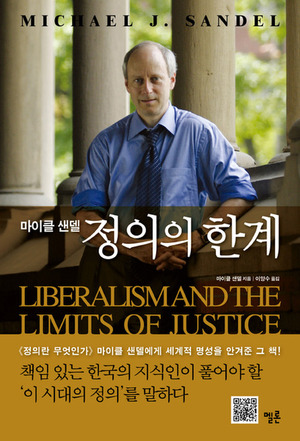 MICHAEL J. SANDEL
마이클 샌델
정의의 한계
마이클 샌델 지음 | 이양수 옮김
LIBERALISM AND THE
LIMITS OF JUSTICE
《정의란 무엇인가》 마이클 샌델에게 세계적 명성을 안겨준 그 책!
책임 있는 한국의 지식인이 풀어야 할
‘이 시대의 정의’를 말하다
멜론